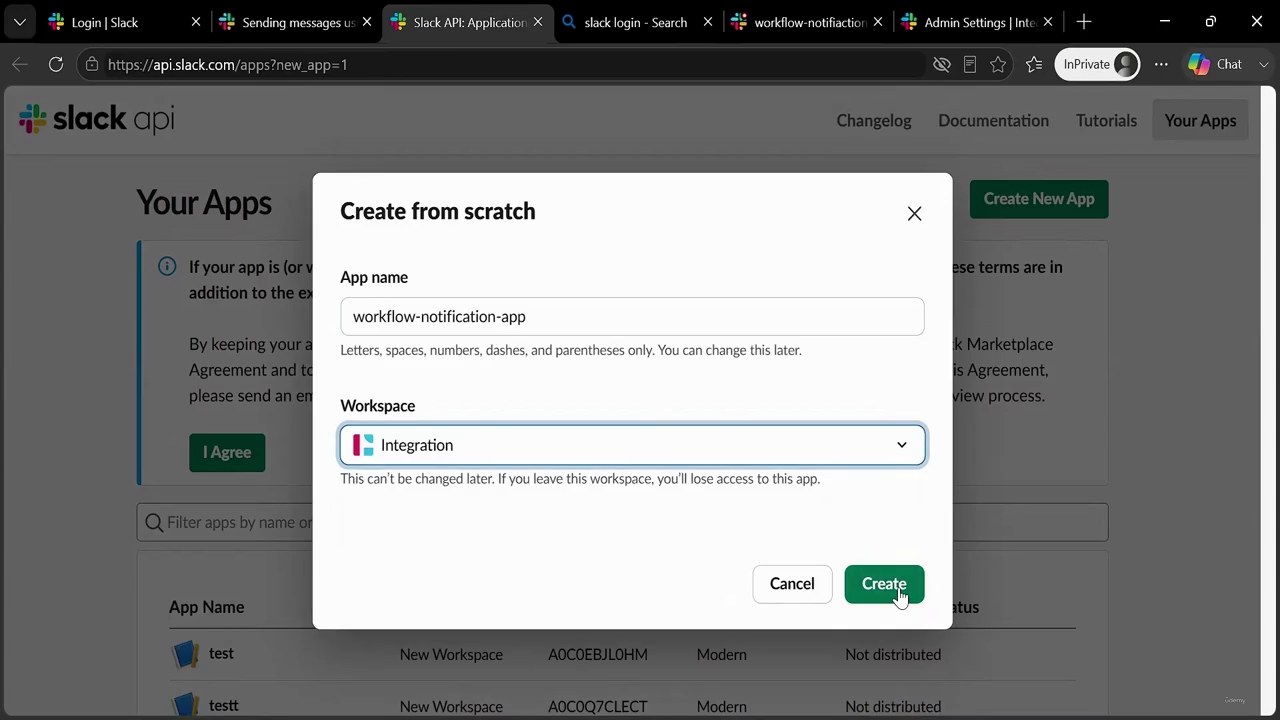 Login | Slack
Sending messages us
Slack API: Application
slack login - Search
workflow-notifiaction
Admin Settings | Inte
https://api.slack.com/apps?new_app=1
InPrivate
Chat
slack api
Changelog
Documentation
Tutorials
Your Apps
Your Apps
Create New App
If your app is (or w
ese terms are in
addition to the ex
By keeping your a
k Marketplace
Agreement and to
is Agreement,
please send an em
view process.
I Agree
Filter apps by name or
Create from scratch
App name
workflow-notification-app
Letters, spaces, numbers, dashes, and parentheses only. You can change this later.
Workspace
Integration
This can't be changed later. If you leave this workspace, you'll lose access to this app.
Cancel
Create
App Name
atus
test
New Workspace
A0C0EBJL0HM
Modern
Not distributed
testt
New Workspace
A0C0Q7CLECT
Modern
Not distributed
Udemy